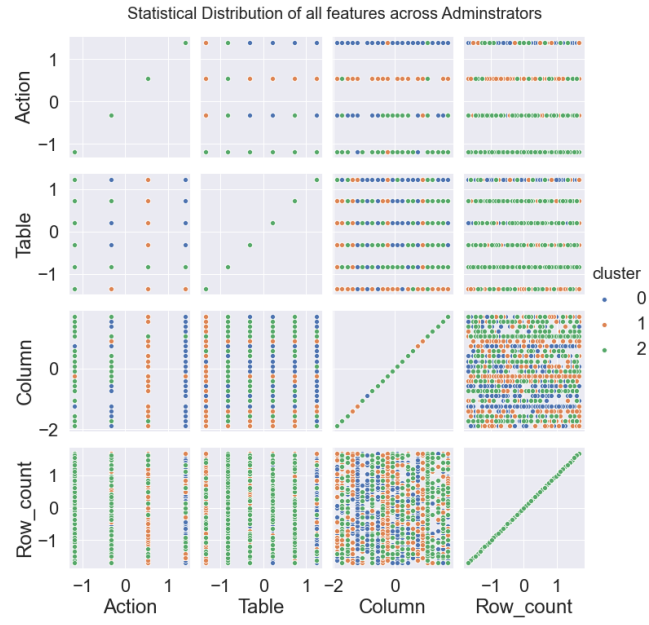 Statistical Distribution of all features across Adminstrators
Action
1
0
−1
Table
1
0
−1
Column
0
−2
Row_count
1
0
−1
−1 0 1
−1 0 1
−2 0
−1 0 1
Action Table Column Row_count
cluster
0
1
2